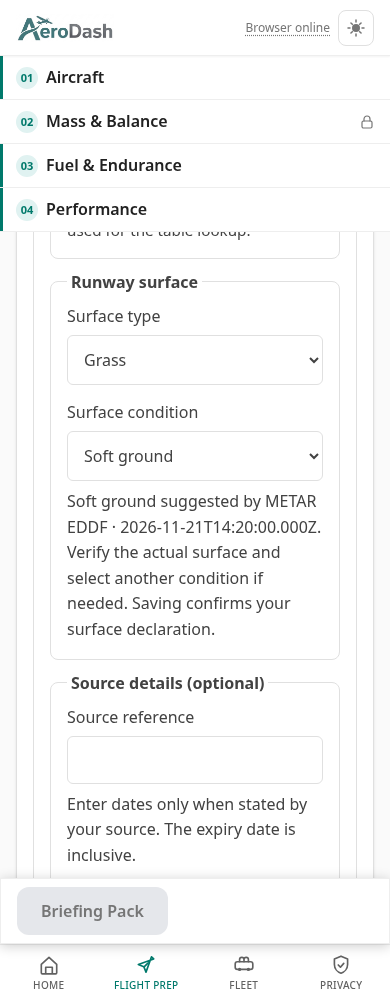 AeroDash
Browser online
01 Aircraft
02 Mass & Balance
03 Fuel & Endurance
04 Performance
used for the table lookup.
Runway surface
Surface type
Grass
Surface condition
Soft ground
Soft ground suggested by METAR
EDDF · 2026-11-21T14:20:00.000Z.
Verify the actual surface and
select another condition if
needed. Saving confirms your
surface declaration.
Source details (optional)
Source reference
Enter dates only when stated by
your source. The expiry date is
inclusive.
Briefing Pack
HOME
FLIGHT PREP
FLEET
PRIVACY